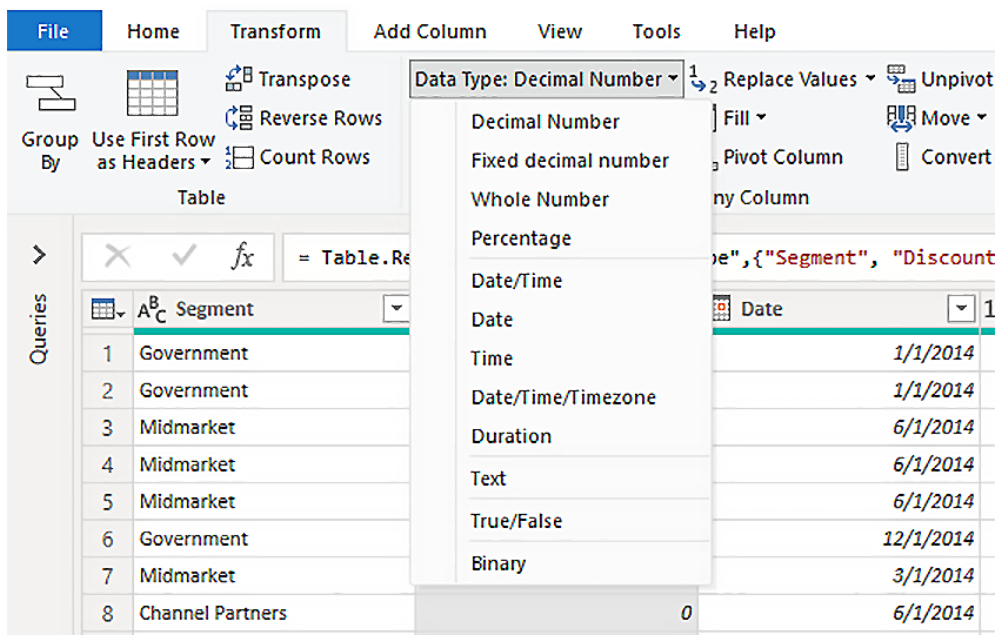 File Home Transform Add Column View Tools Help
Transpose Data Type: Decimal Number 1 2 Replace Values Unpivot
Reverse Rows Fill Move
Group By Use First Row as Headers Count Rows Pivot Column Convert
Table ny Column
Decimal Number
Fixed decimal number
Whole Number
Percentage
Date/Time
Date
Time
Date/Time/Timezone
Duration
Text
True/False
Binary
fx = Table.Re pe",{"Segment", "Discount
Queries
ABC Segment Date 1
1 Government 1/1/2014
2 Government 1/1/2014
3 Midmarket 6/1/2014
4 Midmarket 6/1/2014
5 Midmarket 6/1/2014
6 Government 12/1/2014
7 Midmarket 3/1/2014
8 Channel Partners 0 6/1/2014